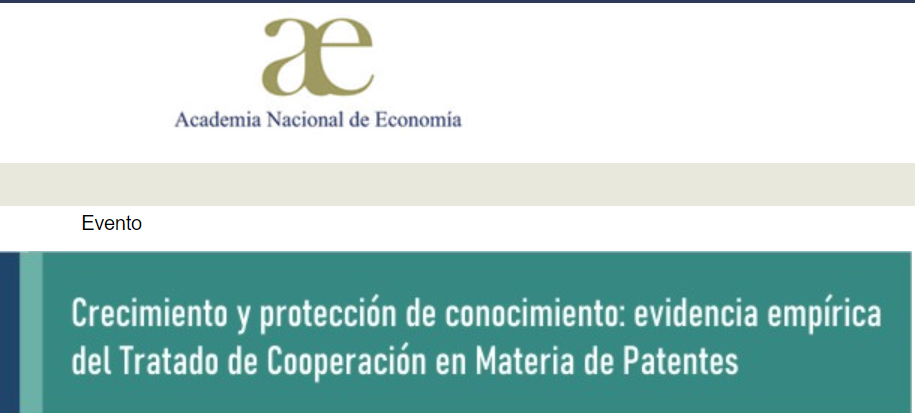 æ
Academia Nacional de Economía
Evento
Crecimiento y protección de conocimiento: evidencia empírica
del Tratado de Cooperación en Materia de Patentes